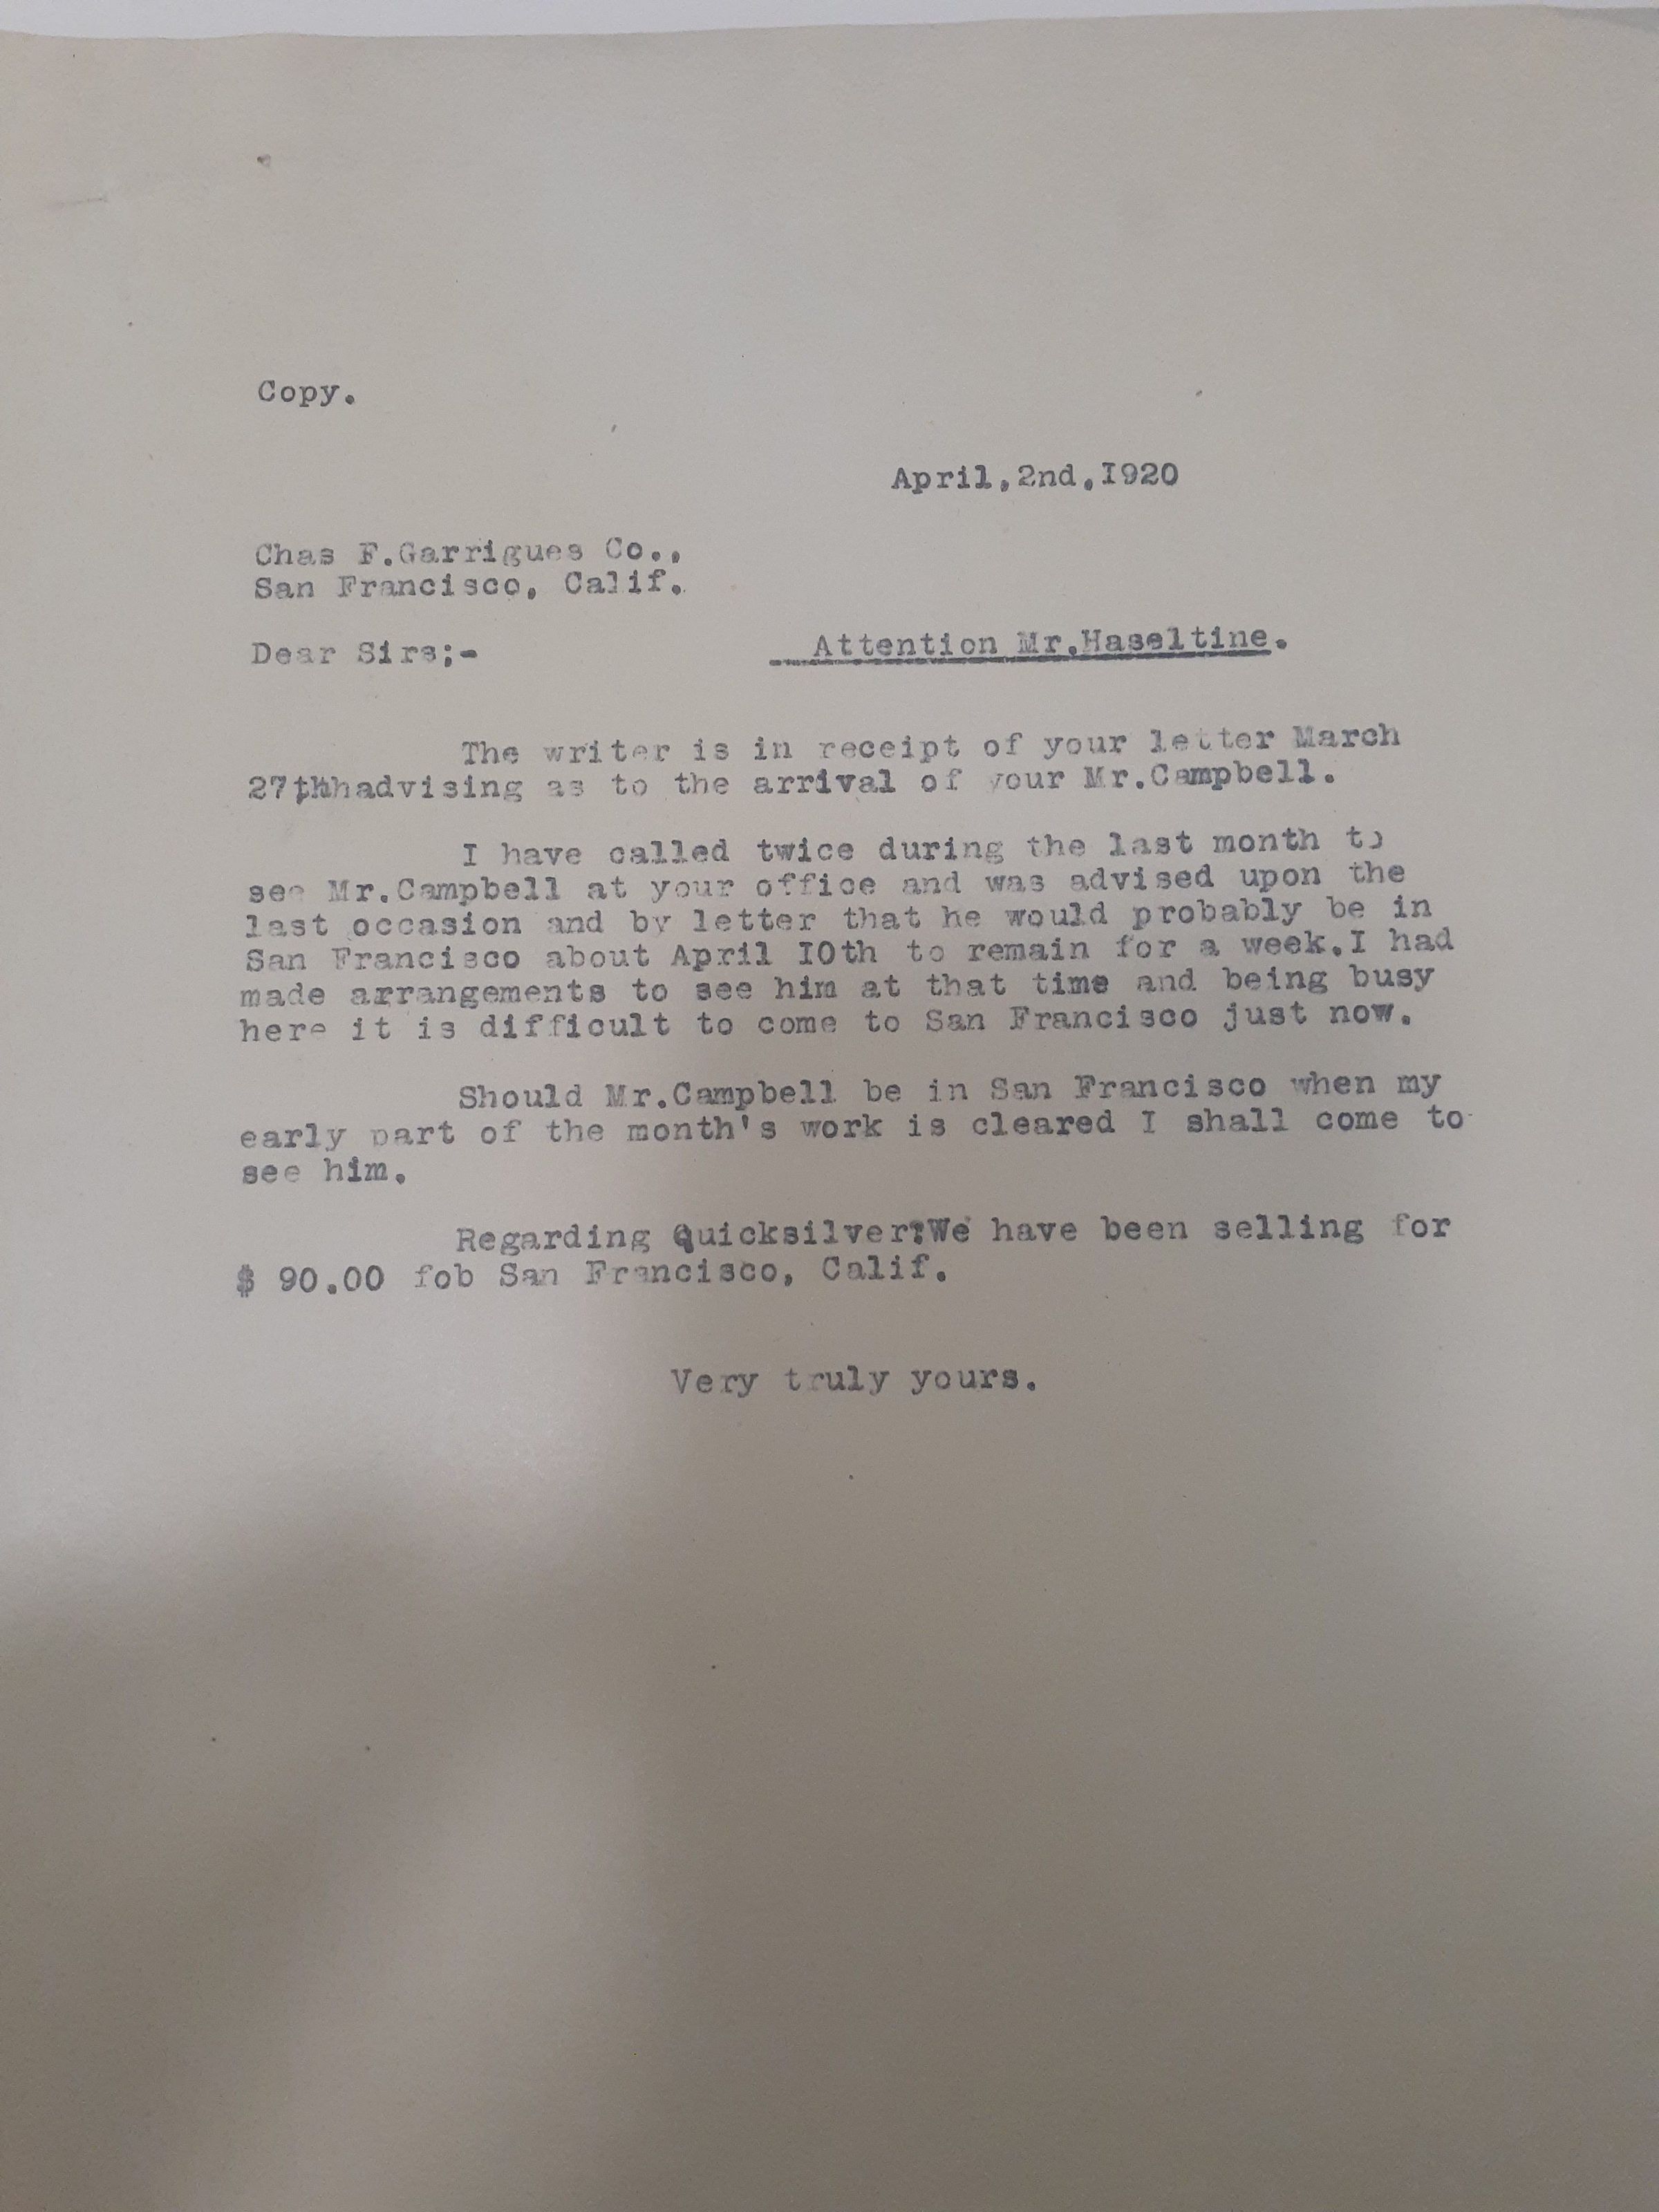 Copy.
April,2nd,I920
Chas F.Garrigues Co.,
San Francisco, Calif.
Dear Sirs;- Attention Mr.Haseltine.
The writer is in receipt of your letter March
27thhadvising as to the arrival of your Mr.Campbell.
I have called twice during the last month to
see Mr.Campbell at your office and was advised upon the
last occasion and by letter that he would probably be in
San Francisco about April I0th to remain for a week.I had
made arrangements to see him at that time and being busy
here it is difficult to come to San Francisco just now.
Should Mr.Campbell be in San Francisco when my
early part of the month's work is cleared I shall come to
see him.
Regarding Quicksilver:We have been selling for
$ 90.00 fob San Francisco, Calif.
Very truly yours.